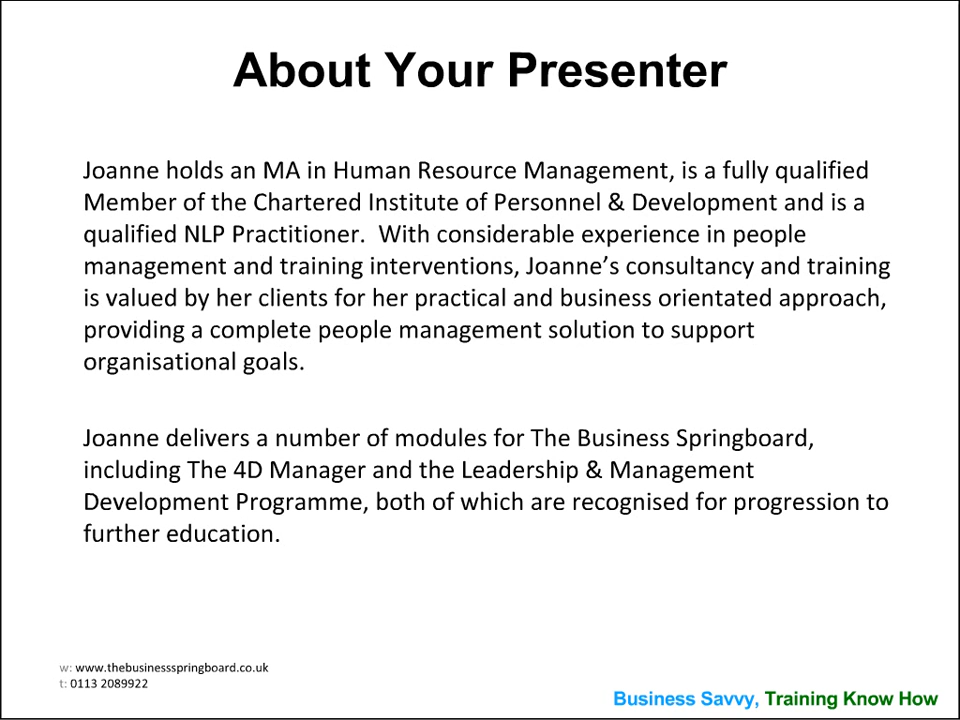 About Your Presenter
Joanne holds an MA in Human Resource Management, is a fully qualified
Member of the Chartered Institute of Personnel & Development and is a
qualified NLP Practitioner.  With considerable experience in people
management and training interventions, Joanne’s consultancy and training
is valued by her clients for her practical and business orientated approach,
providing a complete people management solution to support
organisational goals.
Joanne delivers a number of modules for The Business Springboard,
including The 4D Manager and the Leadership & Management
Development Programme, both of which are recognised for progression to
further education.
w: www.thebusinessspringboard.co.uk
t: 0113 2089922
Business Savvy, Training Know How